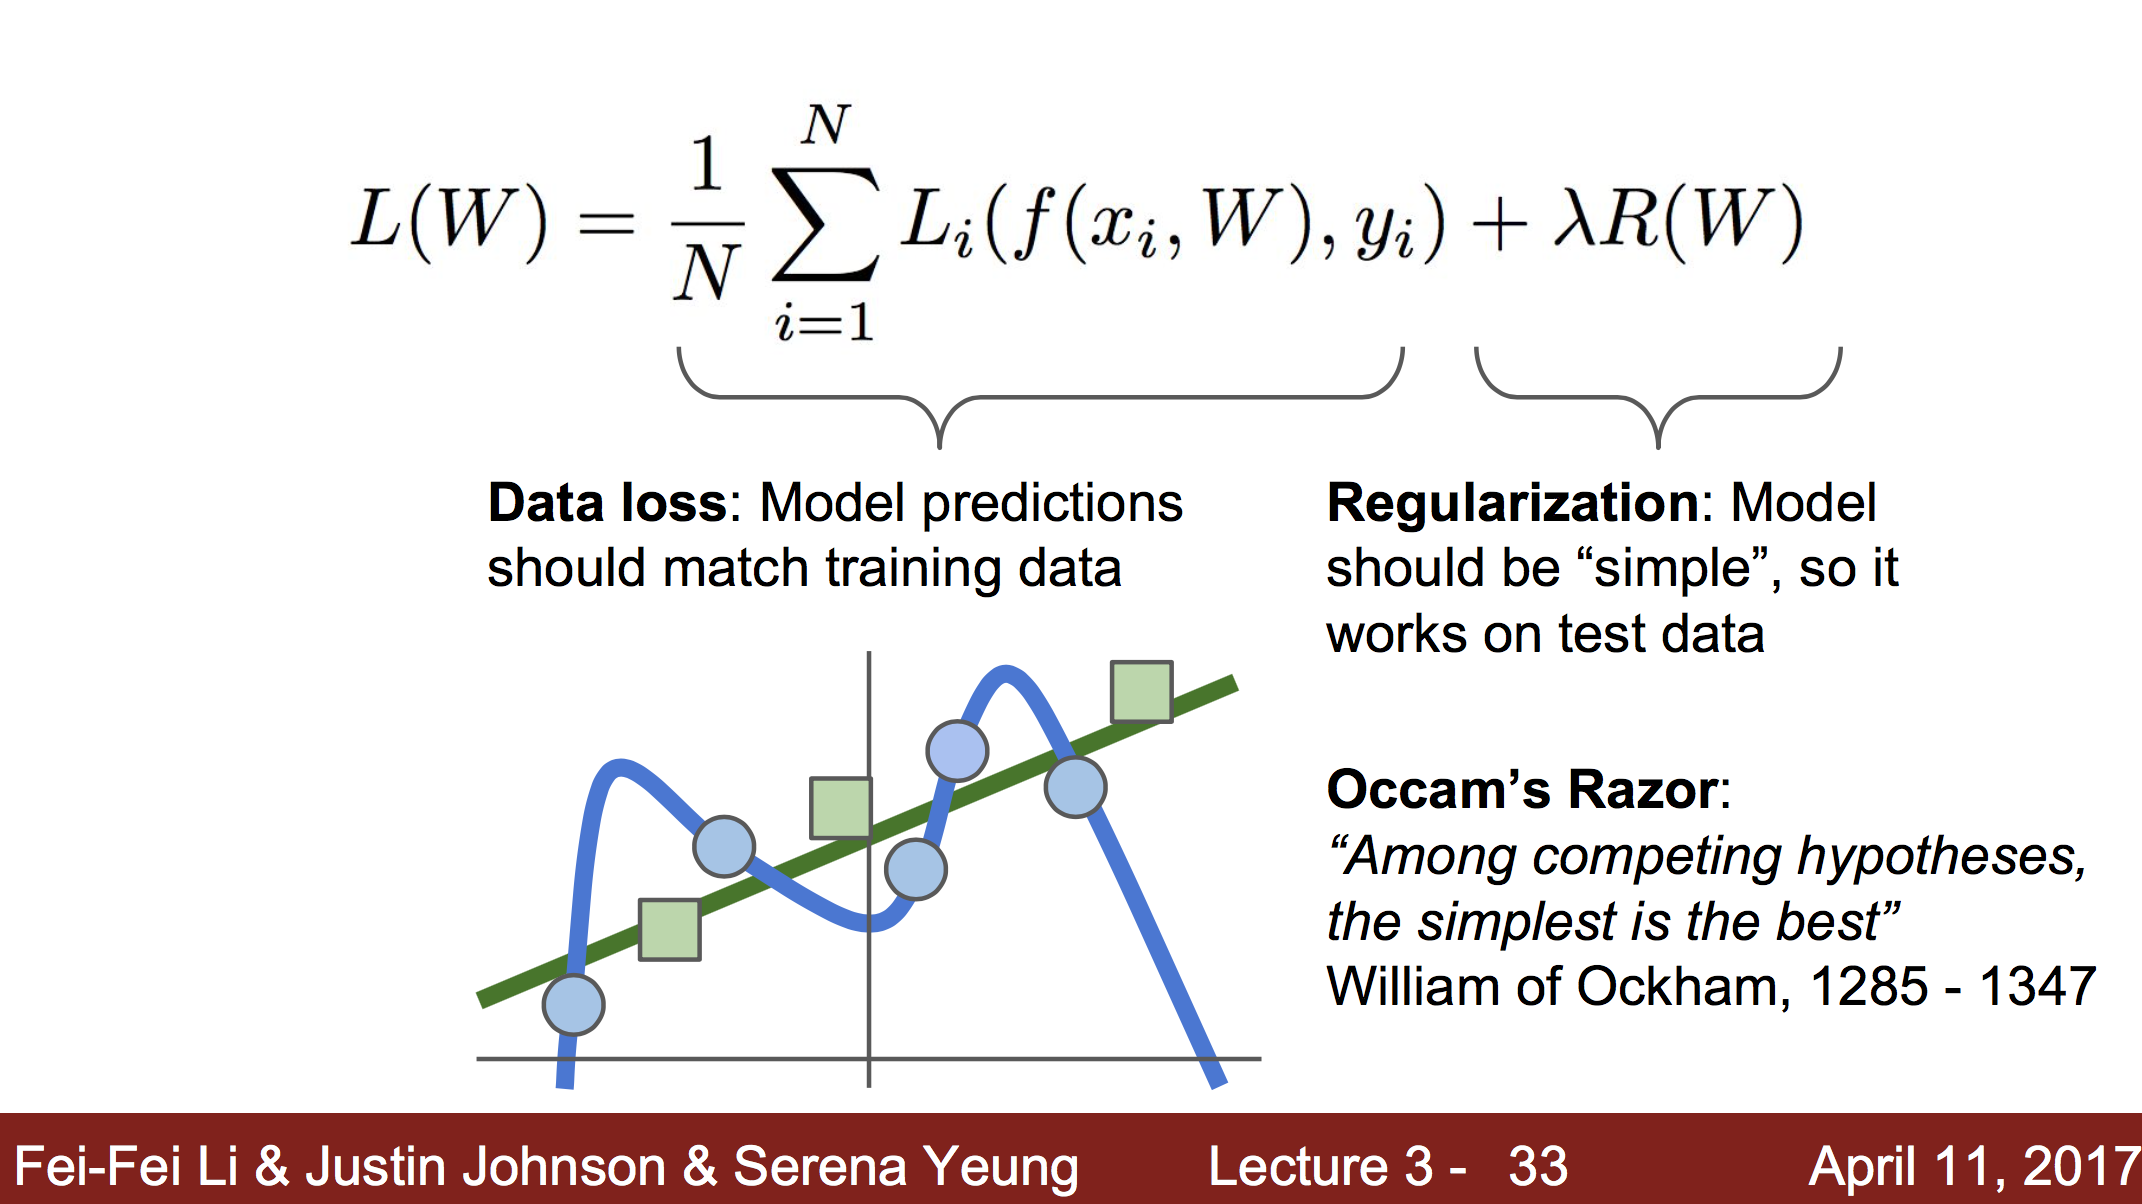 L(W) = \frac{1}{N} \sum_{i=1}^{N} L_i(f(x_i, W), y_i) + λR(W)
Data loss: Model predictions
should match training data
Regularization: Model
should be “simple”, so it
works on test data
Occam’s Razor:
“Among competing hypotheses,
the simplest is the best”
William of Ockham, 1285 - 1347
Fei-Fei Li & Justin Johnson & Serena Yeung Lecture 3 - 33 April 11, 2017